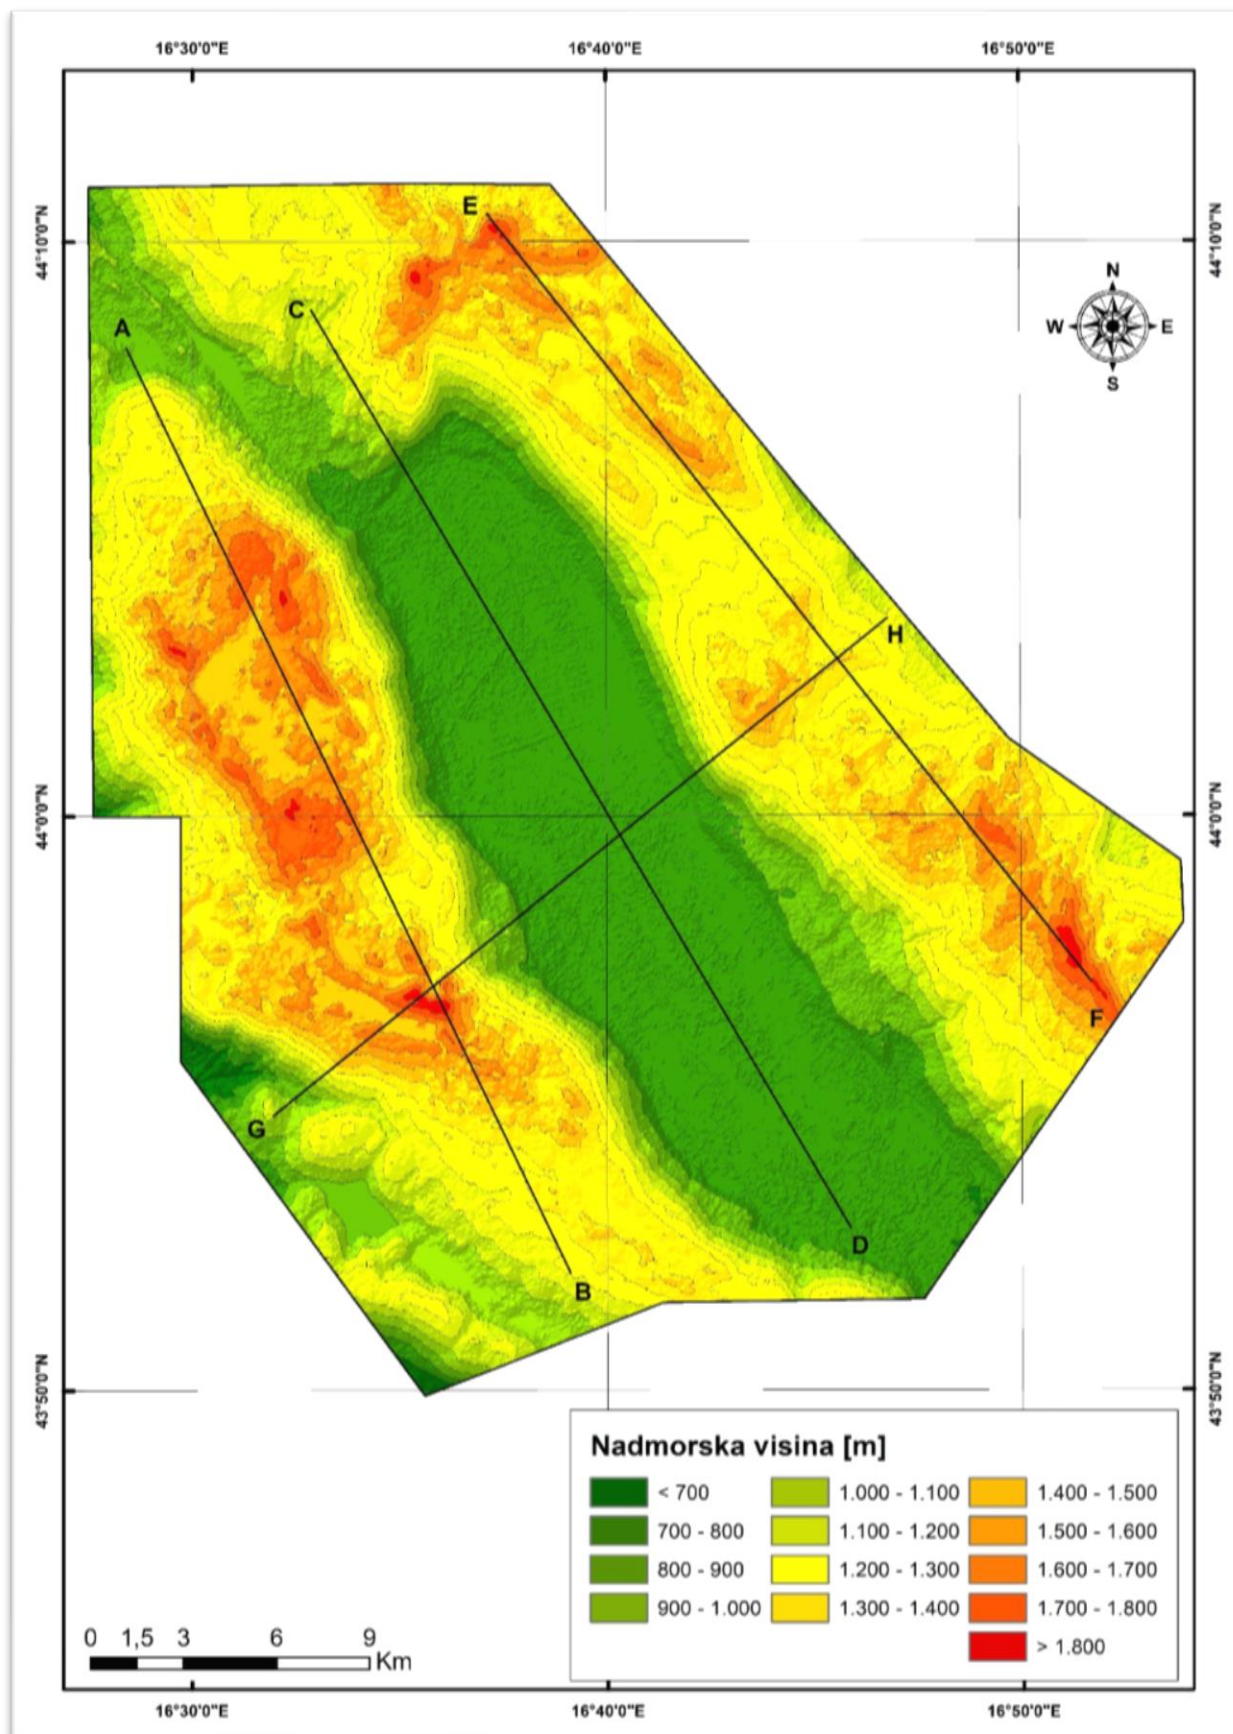 16°30'0"E 16°40'0"E 16°50'0"E
44°10'0"N 44°10'0"N
E
C
A
N
W E
S
H
44°0'0"N 44°0'0"N
F
G
D
B
43°50'0"N 43°50'0"N
Nadmorska visina [m]
< 700 1.000 - 1.100 1.400 - 1.500
700 - 800 1.100 - 1.200 1.500 - 1.600
800 - 900 1.200 - 1.300 1.600 - 1.700
900 - 1.000 1.300 - 1.400 1.700 - 1.800
> 1.800
0 1,5 3 6 9
Km
16°30'0"E 16°40'0"E 16°50'0"E